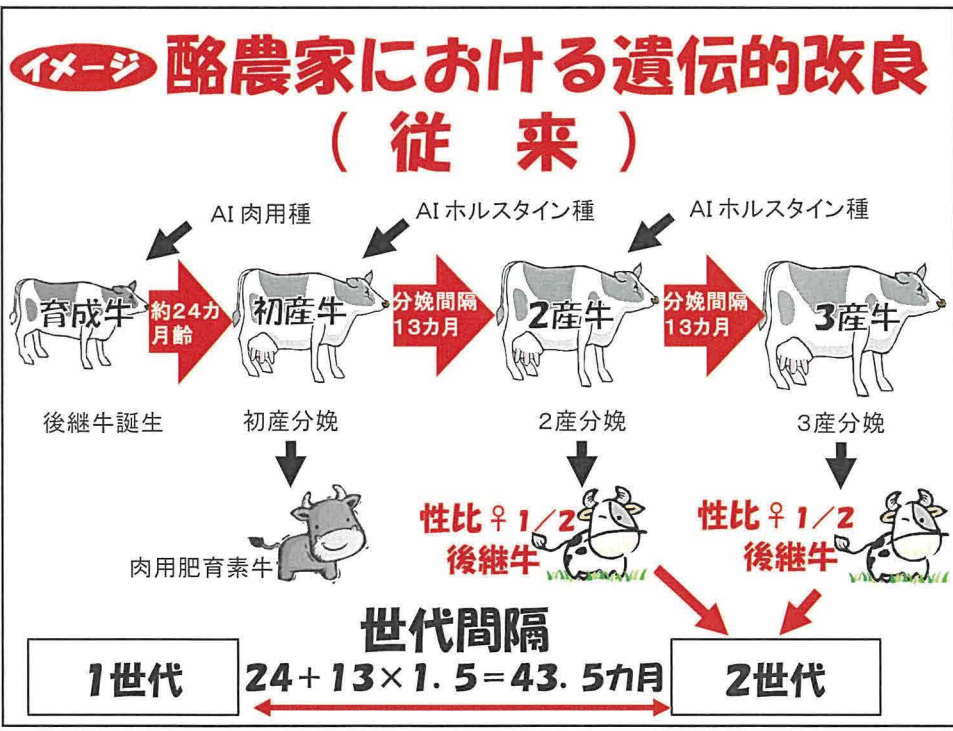 イメージ 酪農家における遺伝的改良
(従来)
AI 肉用種
AI ホルスタイン種
AI ホルスタイン種
育成牛
約24カ
月齢
初産牛
分娩間隔
13カ月
2産牛
分娩間隔
13カ月
3産牛
後継牛誕生
初産分娩
2産分娩
3産分娩
肉用肥育素牛
性比♀1/2
後継牛
性比♀1/2
後継牛
世代間隔
1世代
24+13×1.5=43.5カ月
2世代